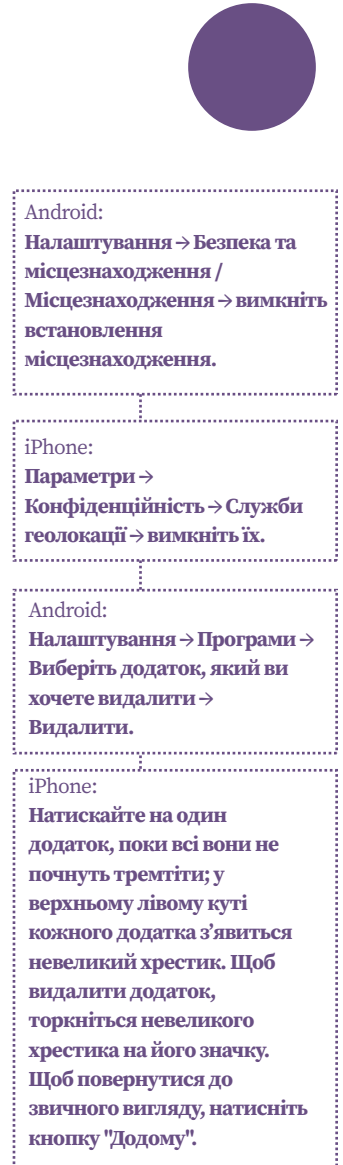 Android:
Налаштування → Безпека та
місцезнаходження /
Місцезнаходження → вимкніть
встановлення
місцезнаходження.
iPhone:
Параметри →
Конфіденційність → Служби
геолокації → вимкніть їх.
Android:
Налаштування → Програми →
Виберіть додаток, який ви
хочете видалити →
Видалити.
iPhone:
Натискайте на один
додаток, поки всі вони не
почнуть тремтіти; у
верхньому лівому куті
кожного додатка з’явиться
невеликий хрестик. Щоб
видалити додаток,
торкніться невеликого
хрестика на його значку.
Щоб повернутися до
звичного вигляду, натисніть
кнопку "Додому".